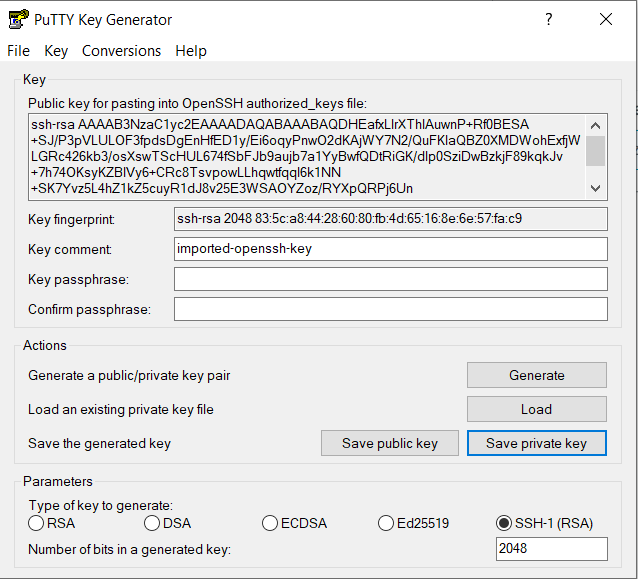 PuTTY Key Generator
File Key Conversions Help
Key
Public key for pasting into OpenSSH authorized_keys file:
ssh-rsa AAAAB3NzaC1yc2EAAAADAQABAAABAQDHEafxLlrXThlAuwnP+Rf0BESA
+SJ/P3pVLULOF3fpdsDgEnHfED1y/Ei6oqyPnwO2dKAjWY7N2/QuFKlaQBZ0XMDWohExfjW
LGRc426kb3/osXswTScHUL674fSbFJb9aujb7a1YyBwfQDtRiGK/dlp0SziDwBzkjF89kqkJv
+7h74OKsyKZBlVy6+CRc8TsvpowLLhqwtfqql6k1NN
+SK7Yvz5L4hZ1kZ5cuyR1dJ8v25E3WSAOYZoz/RYXpQRPj6Un
Key fingerprint: ssh-rsa 2048 83:5c:a8:44:28:60:80:fb:4d:65:16:8e:6e:57:fa:c9
Key comment: imported-openssh-key
Key passphrase:
Confirm passphrase:
Actions
Generate a public/private key pair Generate
Load an existing private key file Load
Save the generated key Save public key Save private key
Parameters
Type of key to generate:
RSA DSA ECDSA Ed25519 SSH-1 (RSA)
Number of bits in a generated key: 2048